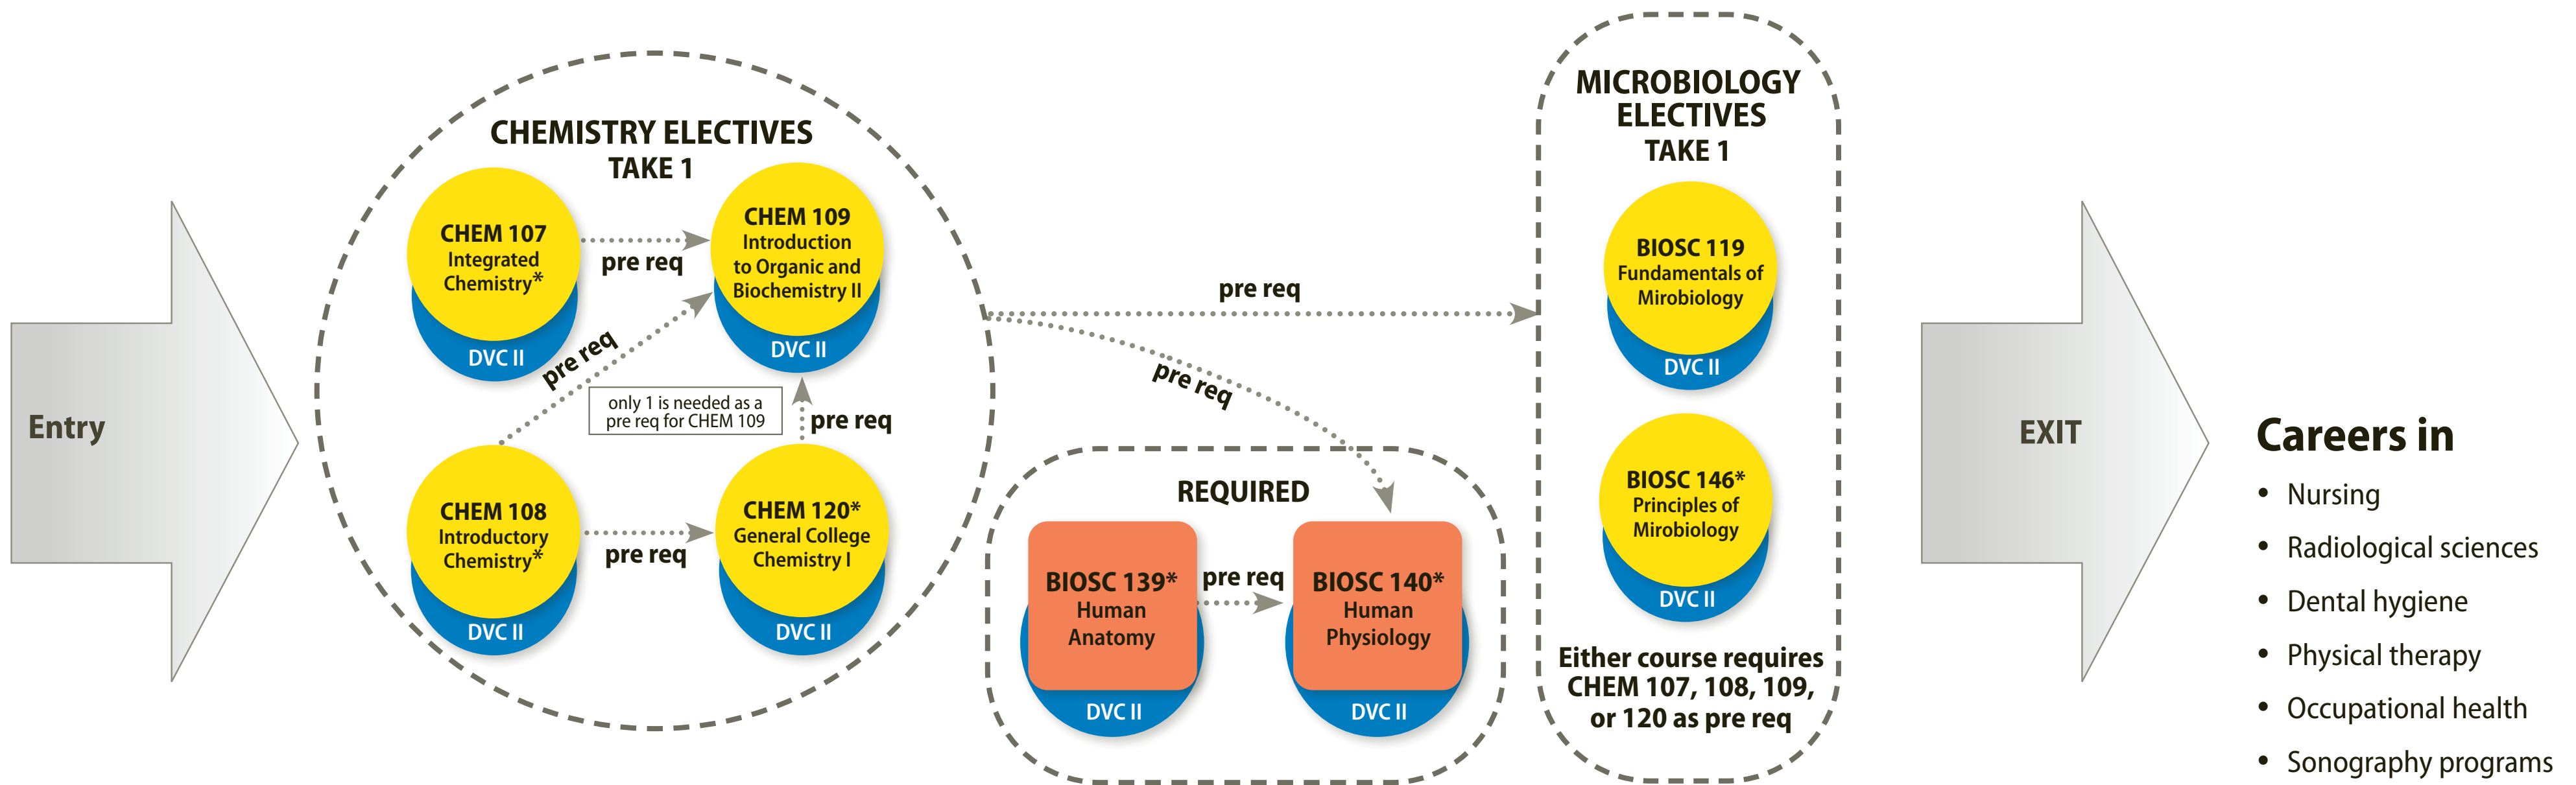 Entry
CHEMISTRY ELECTIVES
TAKE 1
CHEM 107
Integrated
Chemistry*
DVC II
pre req
CHEM 109
Introduction
to Organic and
Biochemistry II
DVC II
pre req
only 1 is needed as a
pre req for CHEM 109
pre req
CHEM 108
Introductory
Chemistry*
DVC II
pre req
CHEM 120*
General College
Chemistry I
DVC II
pre req
pre req
REQUIRED
BIOSC 139*
Human
Anatomy
DVC II
pre req
BIOSC 140*
Human
Physiology
DVC II
MICROBIOLOGY
ELECTIVES
TAKE 1
BIOSC 119
Fundamentals of
Mirobiology
DVC II
BIOSC 146*
Principles of
Mirobiology
DVC II
Either course requires
CHEM 107, 108, 109,
or 120 as pre req
EXIT
Careers in
• Nursing
• Radiological sciences
• Dental hygiene
• Physical therapy
• Occupational health
• Sonography programs